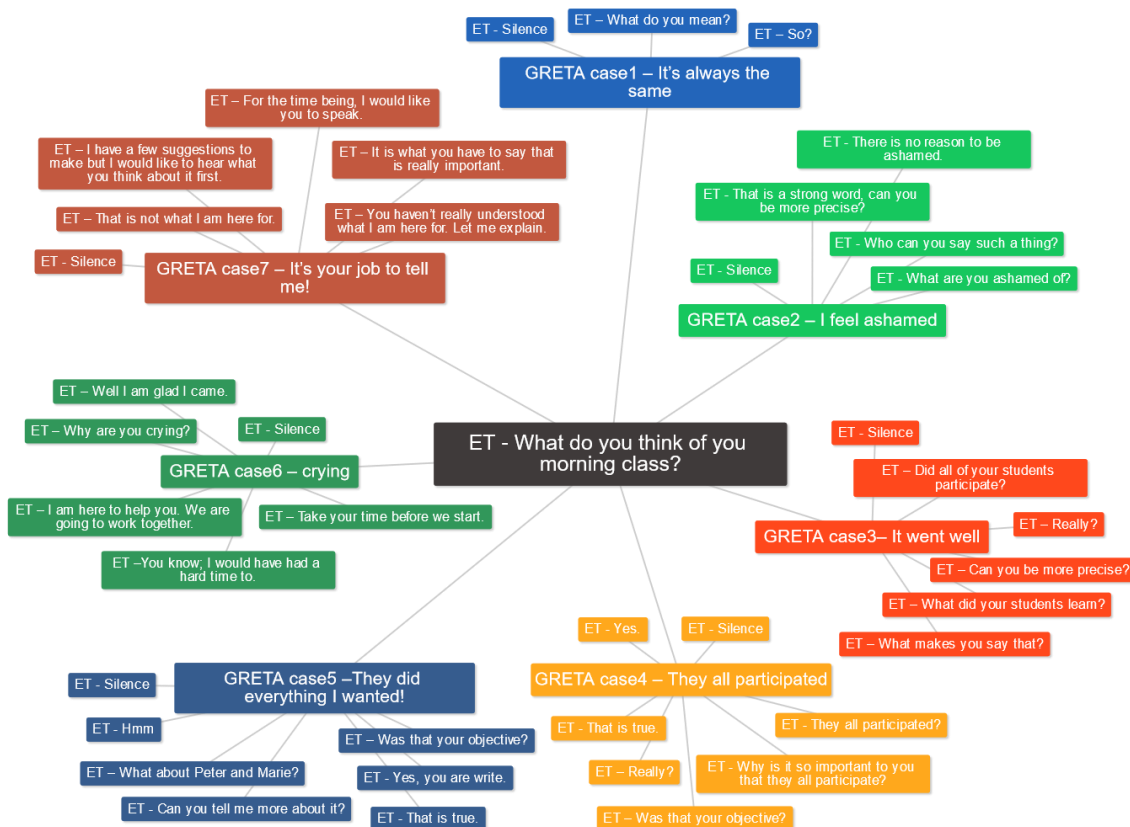 ET - Silence
ET – What do you mean?
ET – So?
GRETA case1 – It's always the
same
ET – For the time being, I would like
you to speak.
ET – I have a few suggestions to
make but I would like to hear what
you think about it first.
ET – It is what you have to say that
is really important.
ET – That is not what I am here for.
ET – You haven't really understood
what I am here for. Let me explain.
ET – Silence
GRETA case7 – It's your job to tell
me!
ET - There is no reason to be
ashamed.
ET - That is a strong word, can you
be more precise?
ET – Who can you say such a thing?
ET - Silence
ET - What are you ashamed of?
GRETA case2 – I feel ashamed
ET - What do you think of you
morning class?
ET – Well I am glad I came.
ET – Why are you crying?
ET - Silence
GRETA case6 – crying
ET – I am here to help you. We are
going to work together.
ET – Take your time before we start.
ET –You know; I would have had a
hard time to.
ET - Silence
ET – Did all of your students
participate?
ET – Really?
GRETA case3– It went well
ET – Can you be more precise?
ET – What did your students learn?
ET – What makes you say that?
ET - Yes.
ET - Silence
GRETA case4 – They all participated
ET - That is true.
ET – They all participated?
ET – Really?
ET – Why is it so important to you
that they all participate?
ET – Was that your objective?
GRETA case5 –They did
everything I wanted!
ET - Silence
ET - Hmm
ET – Was that your objective?
ET – What about Peter and Marie?
ET - Yes, you are write.
ET - Can you tell me more about it?
ET - That is true.